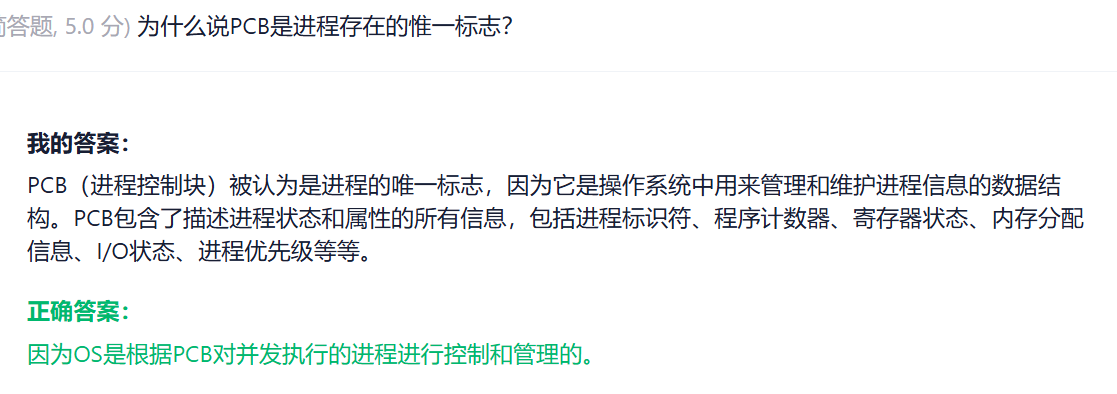 答题, 5.0 分) 为什么说PCB是进程存在的惟一标志？
我的答案：
PCB（进程控制块）被认为是进程的唯一标志，因为它是操作系统中用来管理和维护进程信息的数据结
构。PCB包含了描述进程状态和属性的所有信息，包括进程标识符、程序计数器、寄存器状态、内存分配
信息、I/O状态、进程优先级等等。
正确答案：
因为OS是根据PCB对并发执行的进程进行控制和管理的。